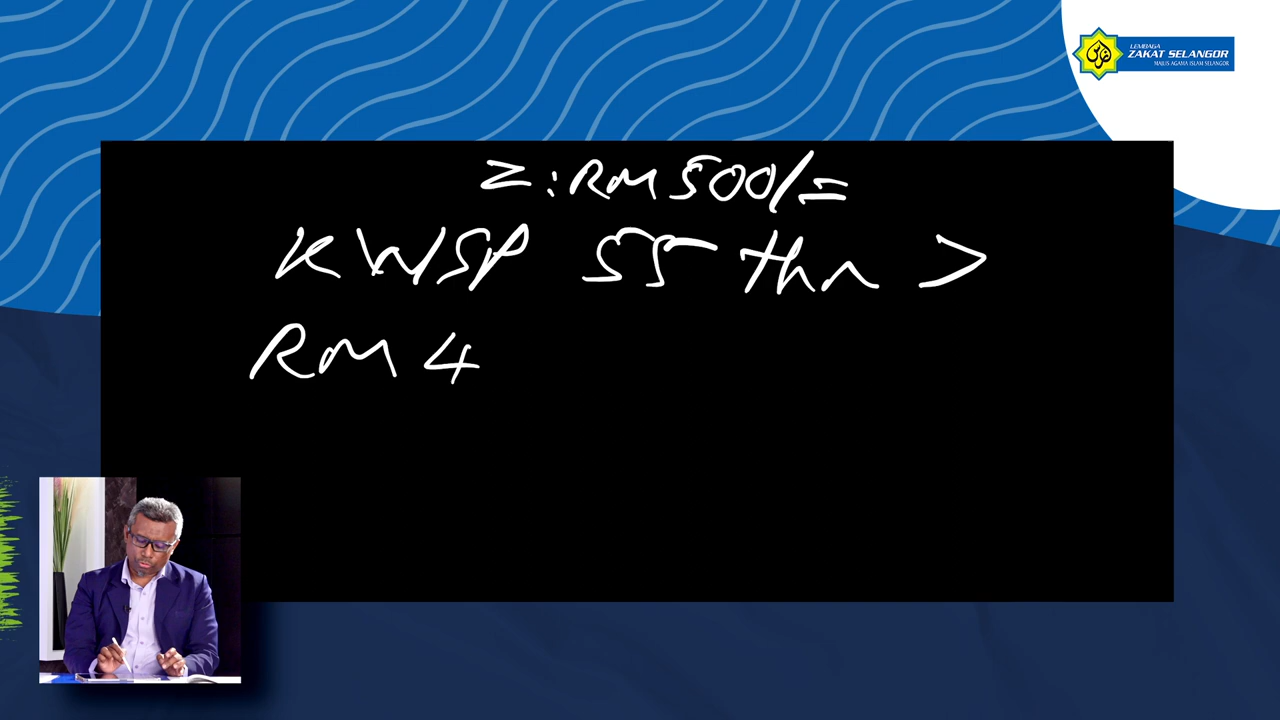 LEMBAGA
ZAKAT SELANGOR
MAJLIS AGAMA ISLAM SELANGOR
Z : RM 500/=
KWSP 55 thn >
RM 4